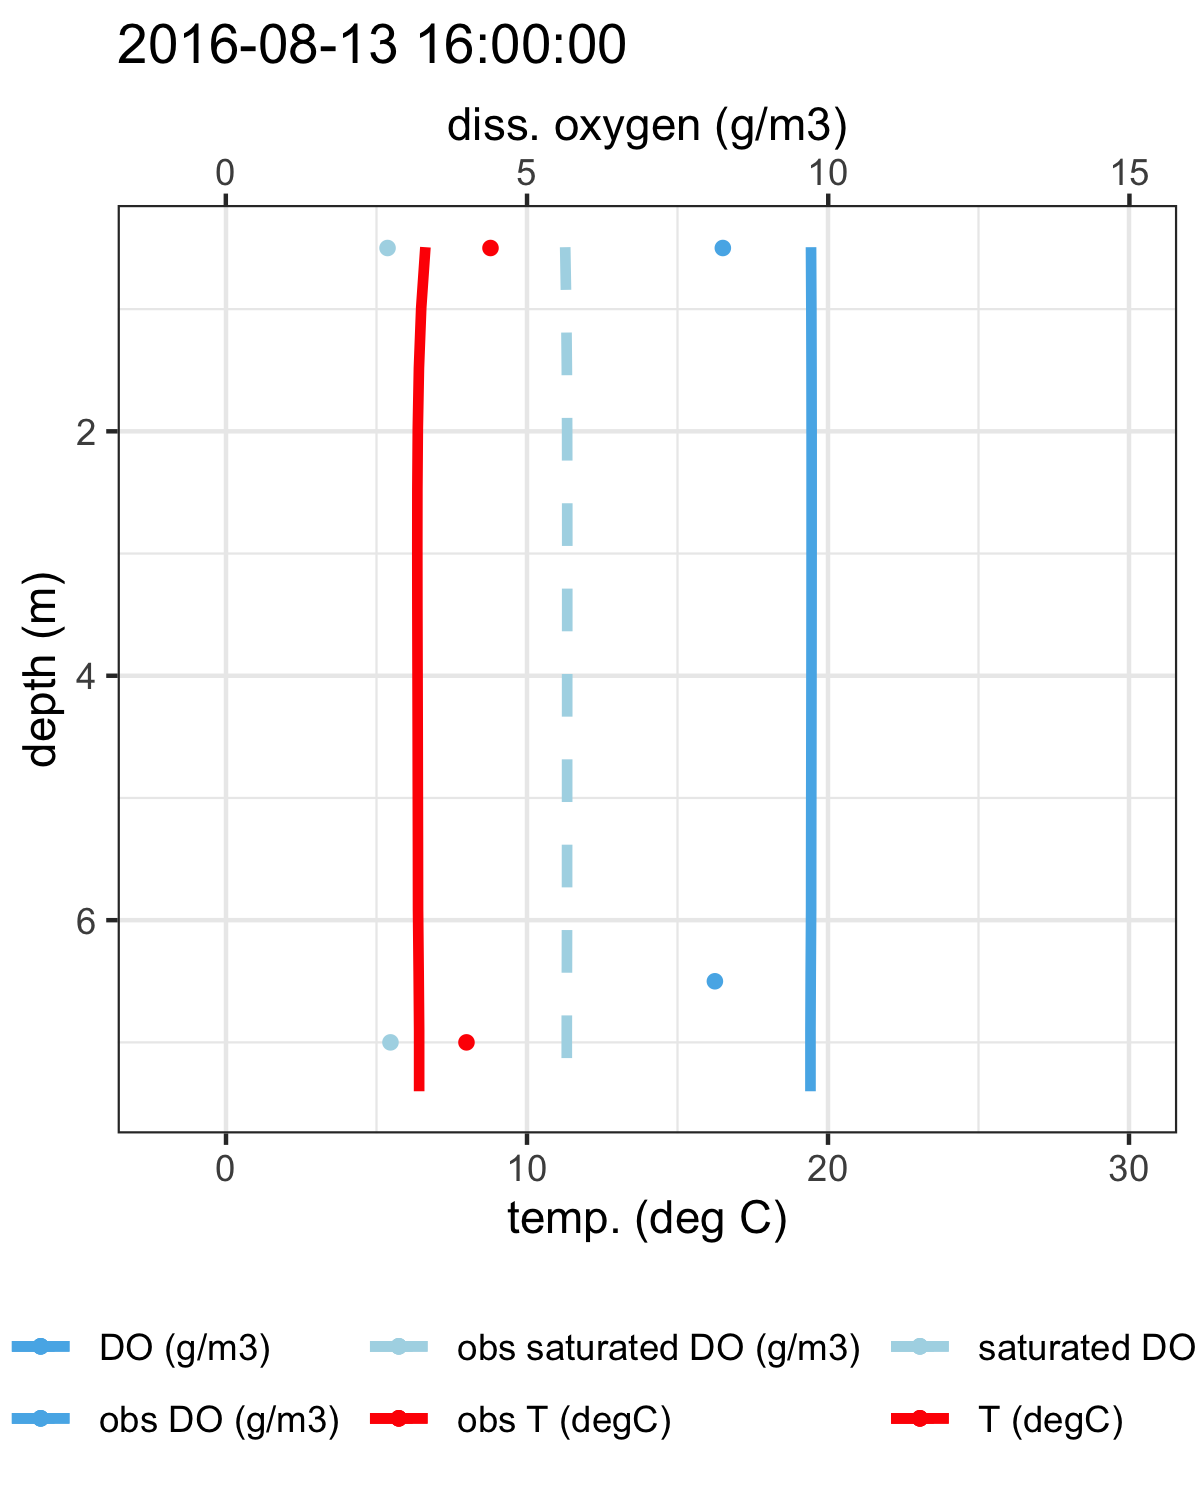 2016-08-13 16:00:00
diss. oxygen (g/m3)
0 5 10 15
2
4
6
depth (m)
0 10 20 30
temp. (deg C)
DO (g/m3) obs saturated DO (g/m3) saturated DO
obs DO (g/m3) obs T (degC) T (degC)